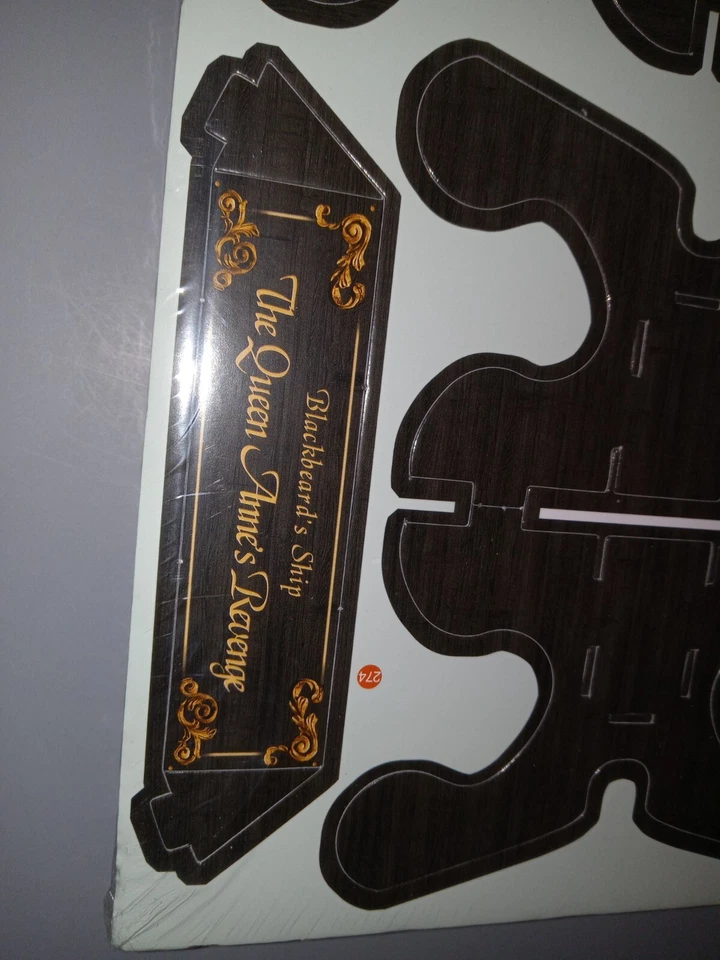 Blackbeard's Ship
The Queen Anne's Revenge
274